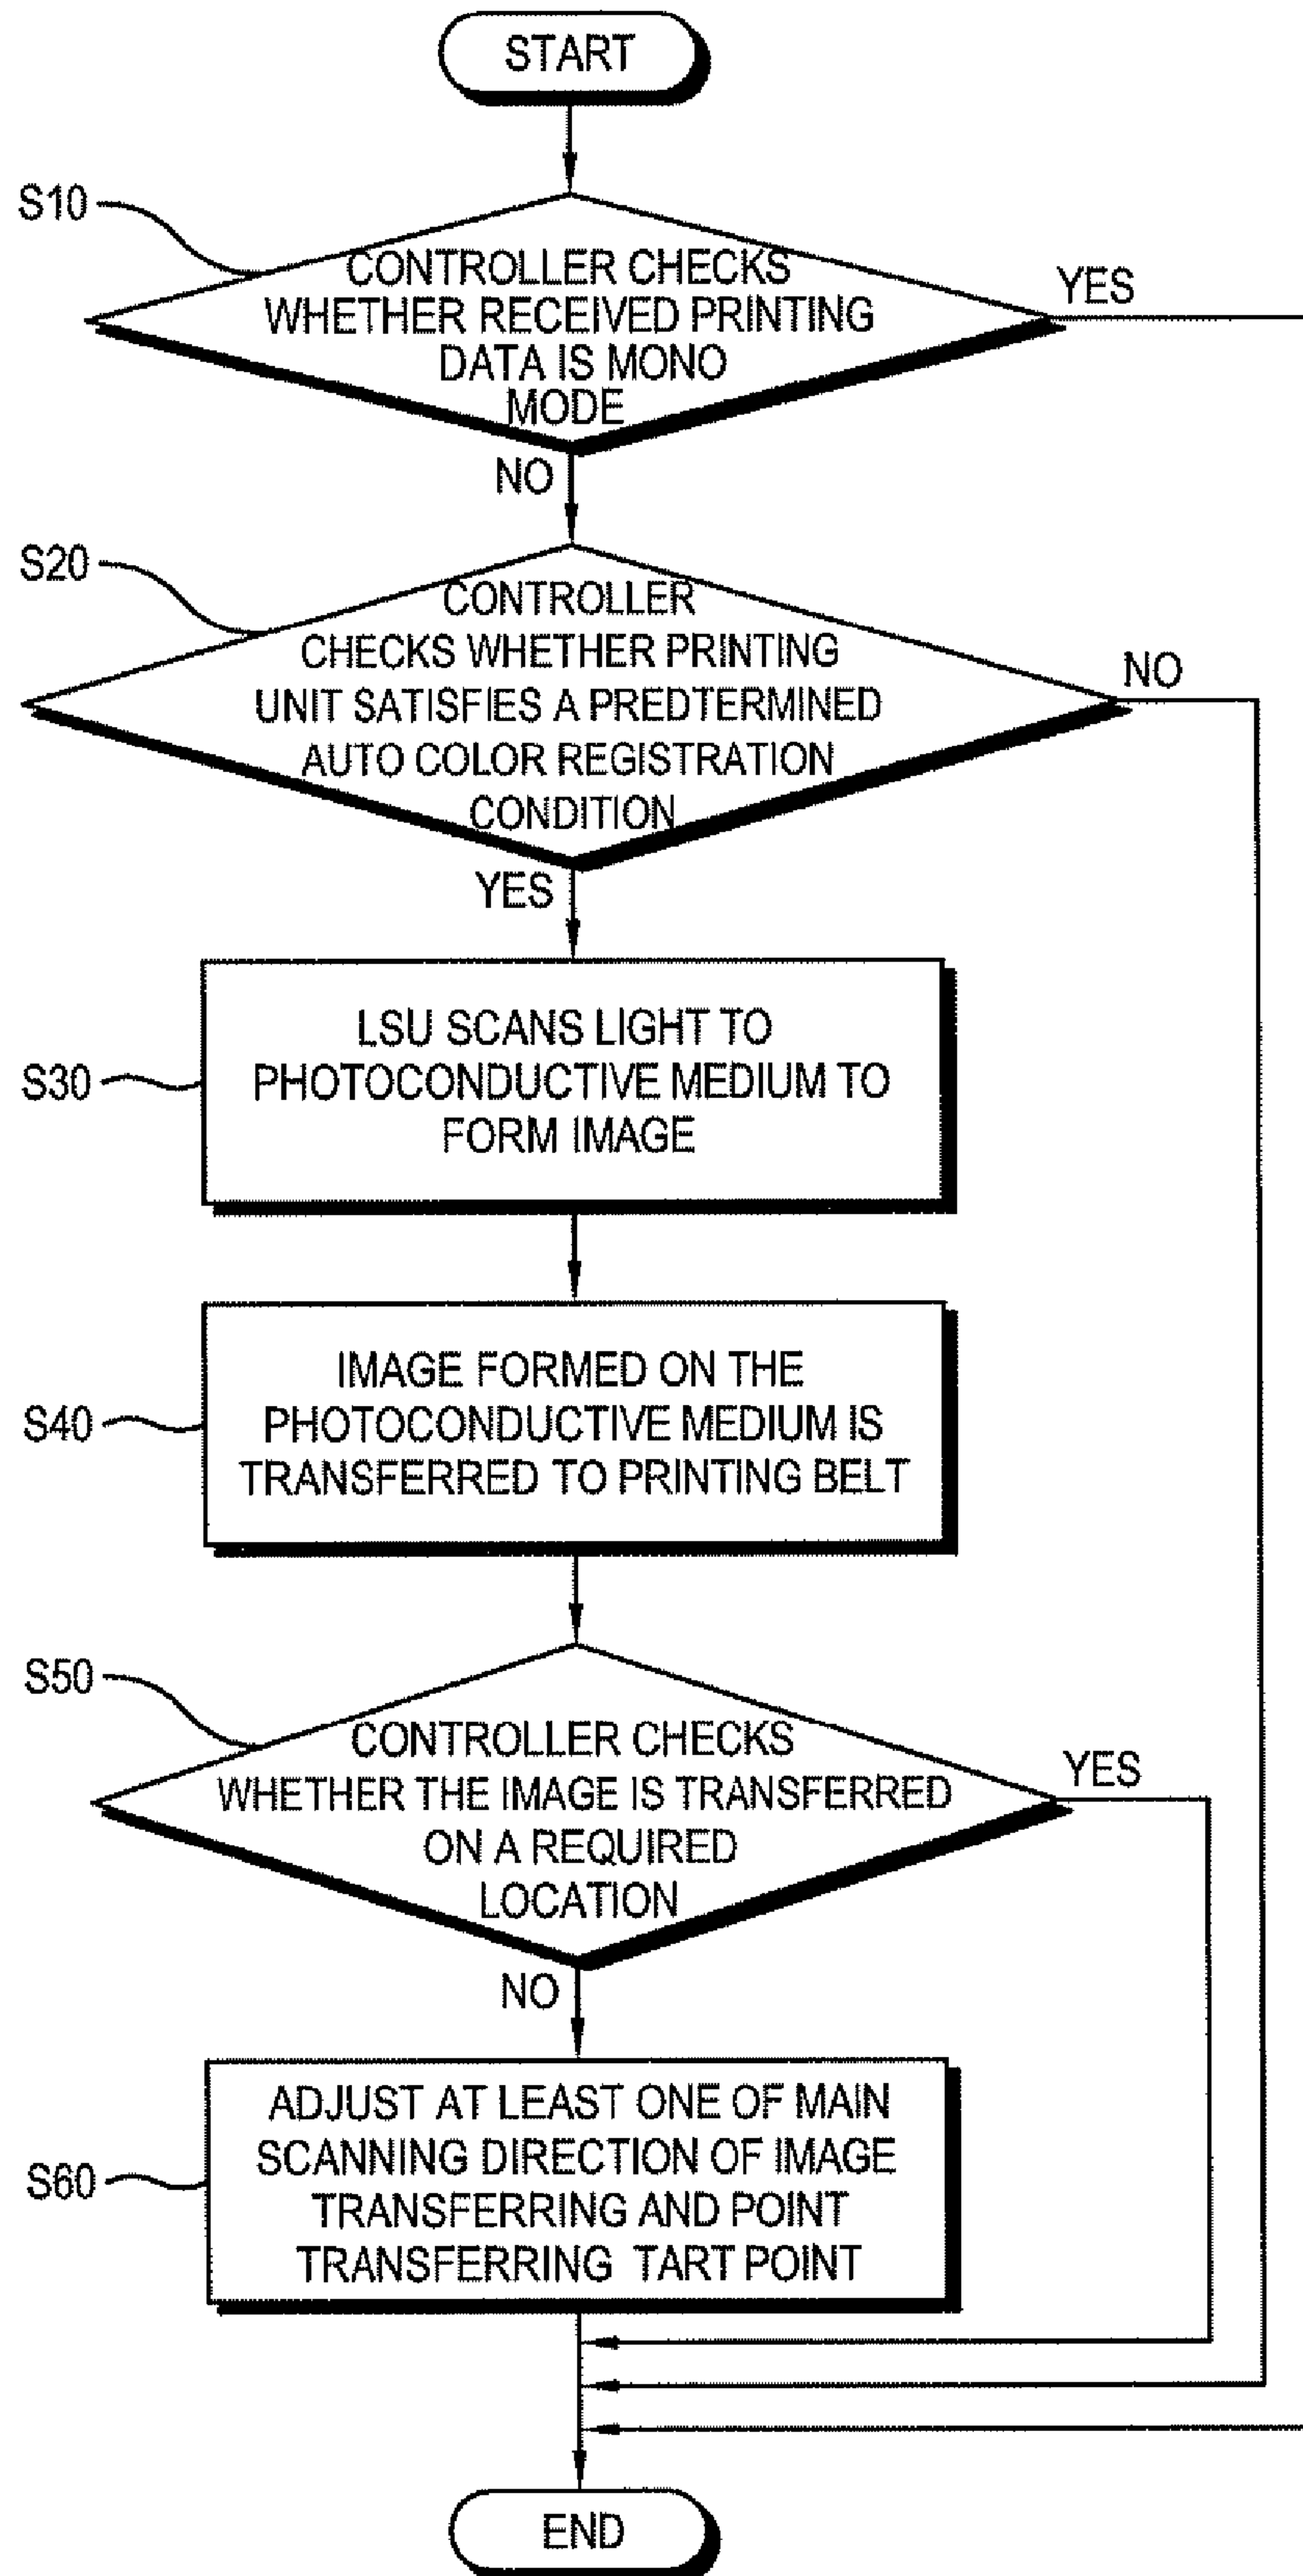 START
S10
CONTROLLER CHECKS
WHETHER RECEIVED PRINTING
DATA IS MONO
MODE
YES
NO
S20
CONTROLLER
CHECKS WHETHER PRINTING
UNIT SATISFIES A PREDTERMINED
AUTO COLOR REGISTRATION
CONDITION
NO
YES
S30
LSU SCANS LIGHT TO
PHOTOCONDUCTIVE MEDIUM TO
FORM IMAGE
S40
IMAGE FORMED ON THE
PHOTOCONDUCTIVE MEDIUM IS
TRANSFERRED TO PRINTING BELT
S50
CONTROLLER CHECKS
WHETHER THE IMAGE IS TRANSFERRED
ON A REQUIRED
LOCATION
YES
NO
S60
ADJUST AT LEAST ONE OF MAIN
SCANNING DIRECTION OF IMAGE
TRANSFERRING AND POINT
TRANSFERRING TART POINT
END